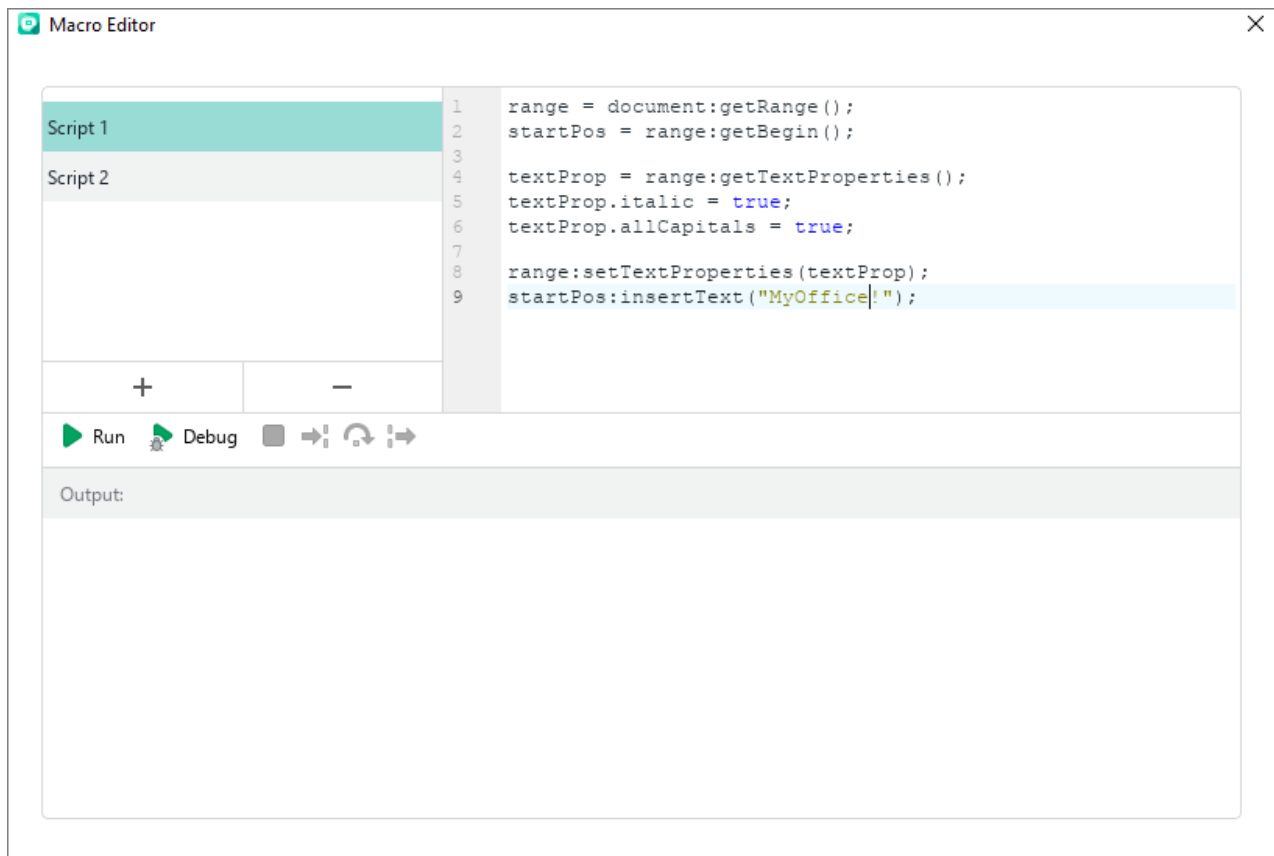 Macro Editor
Script 1
Script 2
1 range = document:getRange();
2 startPos = range:getBegin();
3
4 textProp = range:getTextProperties();
5 textProp.italic = true;
6 textProp.allCapitals = true;
7
8 range:setTextProperties(textProp);
9 startPos:insertText("MyOffice!");
Run Debug
Output: